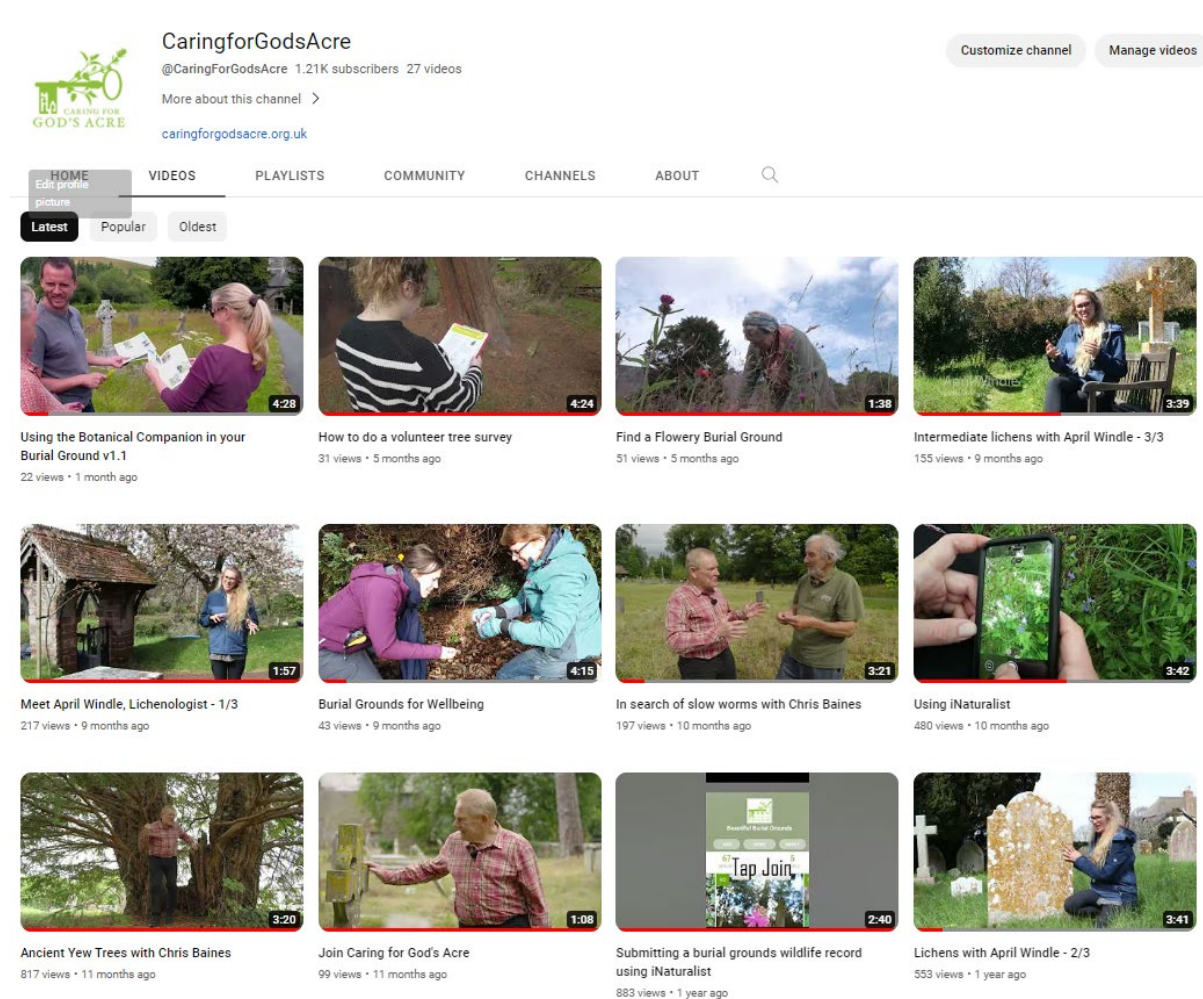 CaringforGodsAcre
@CaringForGodsAcre 1.21K subscribers 27 videos
More about this channel
caringforgodsacre.org.uk
Customize channel
Manage videos
CARING FOR
GOD'S ACRE
HOME
VIDEOS
PLAYLISTS
COMMUNITY
CHANNELS
ABOUT
Edit profile
picture
Latest
Popular
Oldest
4:28
4:24
1:38
April Windle
3:39
Using the Botanical Companion in your
Burial Ground v1.1
22 views • 1 month ago
How to do a volunteer tree survey
31 views • 5 months ago
Find a Flowery Burial Ground
51 views • 5 months ago
Intermediate lichens with April Windle - 3/3
155 views • 9 months ago
1:57
4:15
3:21
3:42
Meet April Windle, Lichenologist - 1/3
217 views • 9 months ago
Burial Grounds for Wellbeing
43 views • 9 months ago
In search of slow worms with Chris Baines
197 views • 10 months ago
Using iNaturalist
480 views • 10 months ago
3:20
1:08
Beautiful Burial Grounds
67
5
Tap Join
2:40
3:41
Ancient Yew Trees with Chris Baines
817 views • 11 months ago
Join Caring for God's Acre
99 views • 11 months ago
Submitting a burial grounds wildlife record
using iNaturalist
883 views • 1 year ago
Lichens with April Windle - 2/3
553 views • 1 year ago